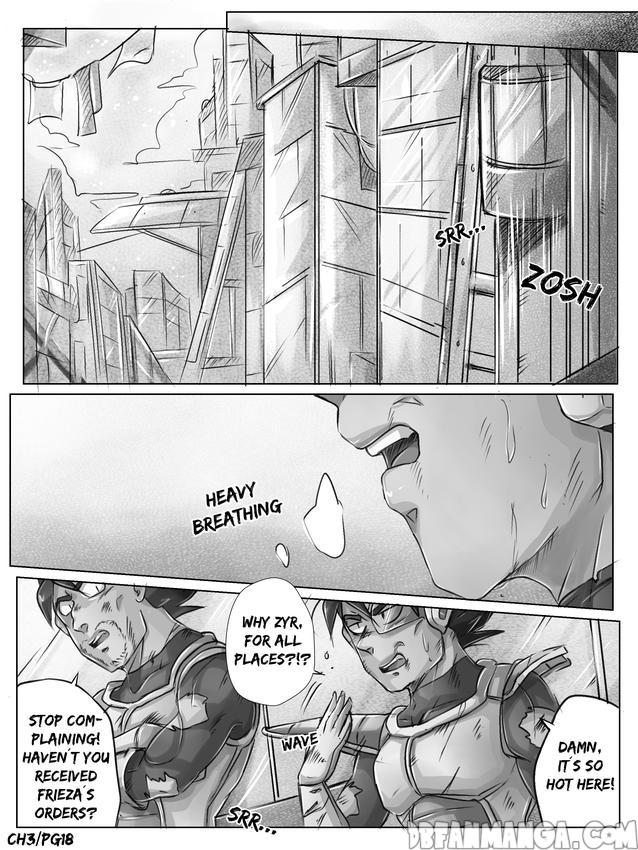 SRR...
ZOSH
HEAVY
BREATHING
DAMN,
IT´S SO
HOT HERE!
WAVE
WHY ZYR,
FOR ALL
PLACES?!?
STOP COM-
PLAINING!
HAVEN´T YOU
RECEIVED
FRIEZA´S
ORDERS?
SRR...
CH3/PG18
DBFANMANGA.COM